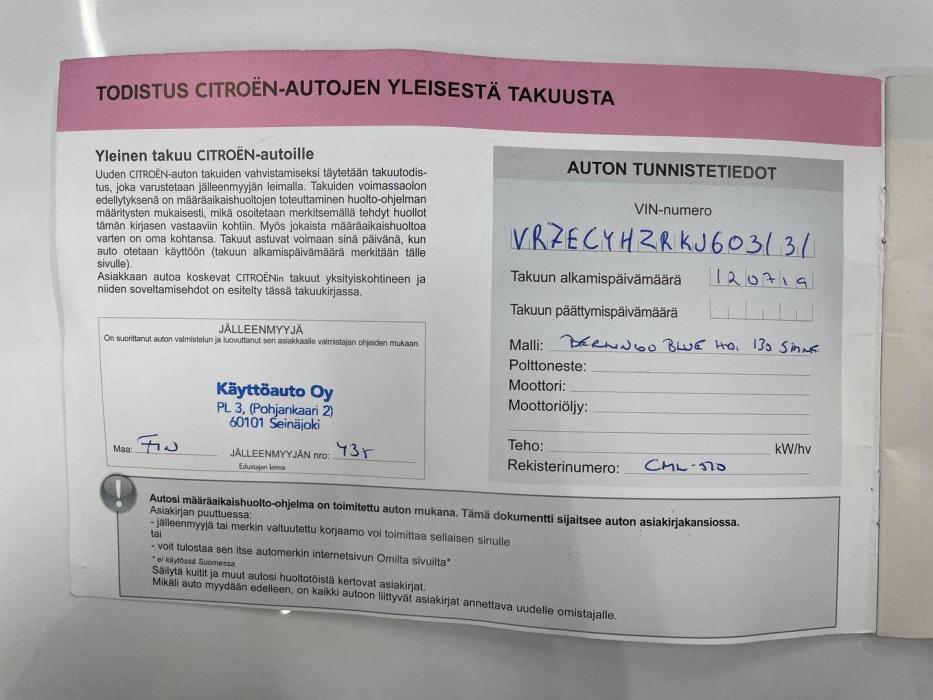 TODISTUS CITROËN-AUTOJEN YLEISESTÄ TAKUUSTA
Yleinen takuu CITROËN-autoille
Uuden CITROËN-auton takuiden vahvistamiseksi täytetään takuutodis-
tus, joka varustetaan jälleenmyyjän leimalla. Takuiden voimassaolon
edellytyksenä on määräaikaishuoltojen toteuttaminen huolto-ohjelman
määritysten mukaisesti, mikä osoitetaan merkitsemällä tehdyt huollot
tämän kirjasen vastaaviin kohtiin. Myös jokaista määräaikaishuoltoa
varten on oma kohtansa. Takuut astuvat voimaan sinä päivänä, kun
auto otetaan käyttöön (takuun alkamispäivämäärä merkitään tälle
sivulle).
Asiakkaan autoa koskevat CITROËNin takuut yksityiskohtineen ja
niiden soveltamisehdot on esitelty tässä takuukirjassa.
JÄLLEENMYYJÄ
On suorittanut auton valmistelun ja luovuttanut sen asiakkaalle valmistajan ohjeiden mukaan.
Käyttöauto Oy
PL 3, (Pohjankaari 2)
60101 Seinäjoki
Maa: FIN JÄLLEENMYYJÄN nro: 43r
Edustajan leima
AUTON TUNNISTETIEDOT
VIN-numero
VR7ECYHZRKJ603131
Takuun alkamispäivämäärä 120719
Takuun päättymispäivämäärä
Malli: BERLINGO BLUE HDI 130 SHINE
Polttoneste:
Moottori:
Moottoriöljy:
Teho: kW/hv
Rekisterinumero: CML-570
Autosi määräaikaishuolto-ohjelma on toimitettu auton mukana. Tämä dokumentti sijaitsee auton asiakirjakansiossa.
Asiakirjan puuttuessa:
- jälleenmyyjä tai merkin valtuutettu korjaamo voi toimittaa sellaisen sinulle
tai
- voit tulostaa sen itse automerkin internetsivun Omilta sivuilta*
* ei käytössä Suomessa
Säilytä kuitit ja muut autosi huoltotöistä kertovat asiakirjat.
Mikäli auto myydään edelleen, on kaikki autoon liittyvät asiakirjat annettava uudelle omistajalle.